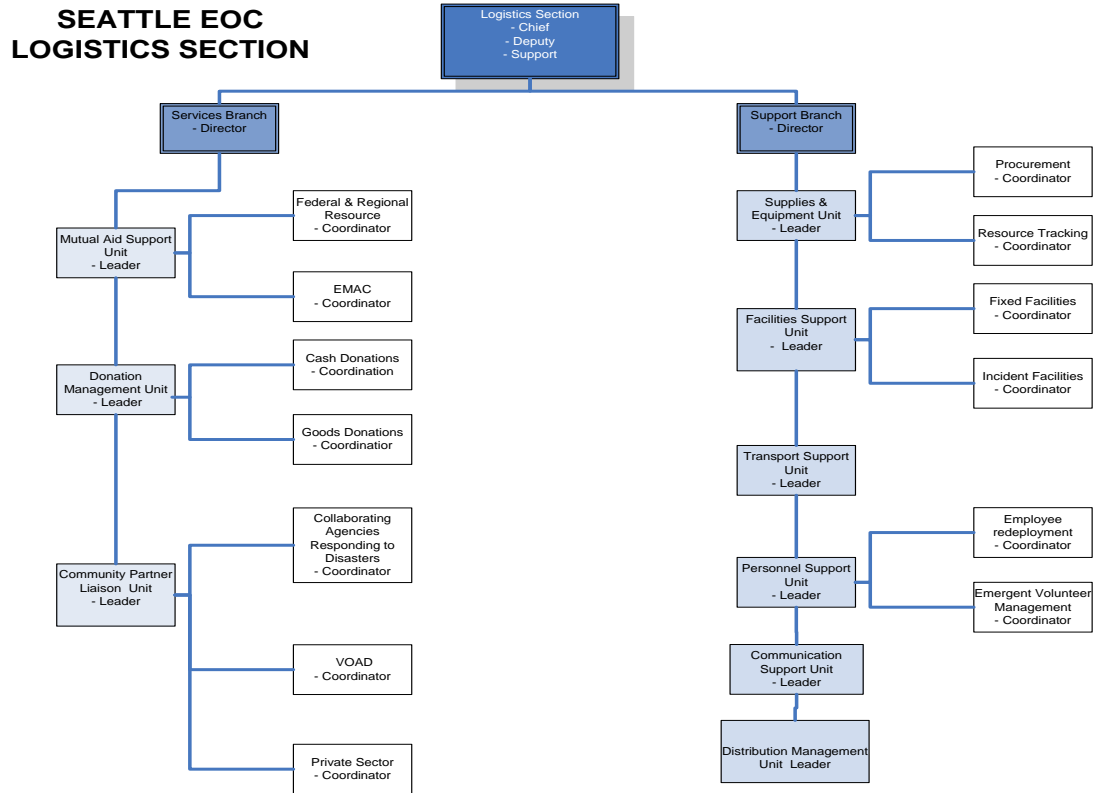 SEATTLE EOC
LOGISTICS SECTION
Logistics Section
- Chief
- Deputy
- Support
Services Branch
- Director
Mutual Aid Support
Unit
- Leader
Federal & Regional
Resource
- Coordinator
EMAC
- Coordinator
Donation
Management Unit
- Leader
Cash Donations
- Coordination
Goods Donations
- Coordinatior
Community Partner
Liaison Unit
- Leader
Collaborating
Agencies
Responding to
Disasters
- Coordinator
VOAD
- Coordinator
Private Sector
- Coordinator
Support Branch
- Director
Supplies &
Equipment Unit
- Leader
Procurement
- Coordinator
Resource Tracking
- Coordinator
Facilities Support
Unit
- Leader
Fixed Facilities
- Coordinator
Incident Facilities
- Coordinator
Transport Support
Unit
- Leader
Personnel Support
Unit
- Leader
Employee
redeployment
- Coordinator
Emergent Volunteer
Management
- Coordinator
Communication
Support Unit
- Leader
Distribution Management
Unit Leader